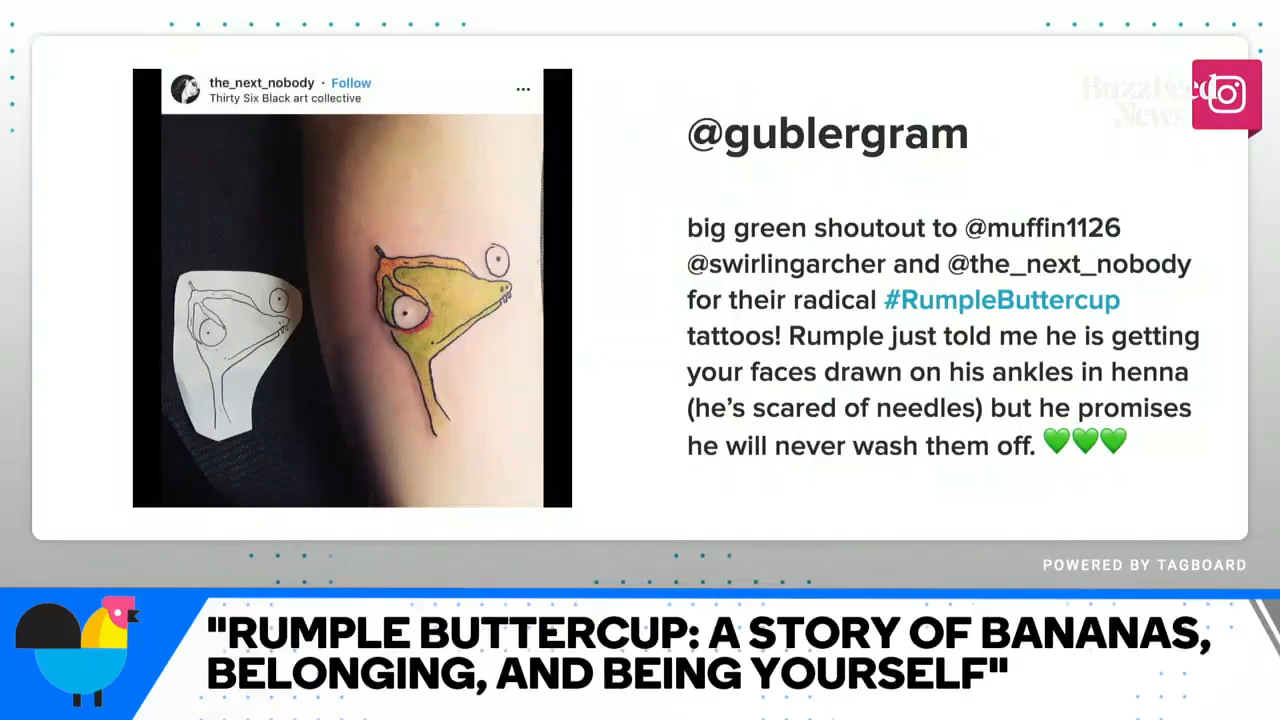 the_next_nobody · Follow
Thirty Six Black art collective
BuzzFeed
News
@gublergram
big green shoutout to @muffin1126
@swirlingarcher and @the_next_nobody
for their radical #RumpleButtercup
tattoos! Rumple just told me he is getting
your faces drawn on his ankles in henna
(he's scared of needles) but he promises
he will never wash them off. 💚💚💚
POWERED BY TAGBOARD
"RUMPLE BUTTERCUP: A STORY OF BANANAS,
BELONGING, AND BEING YOURSELF"